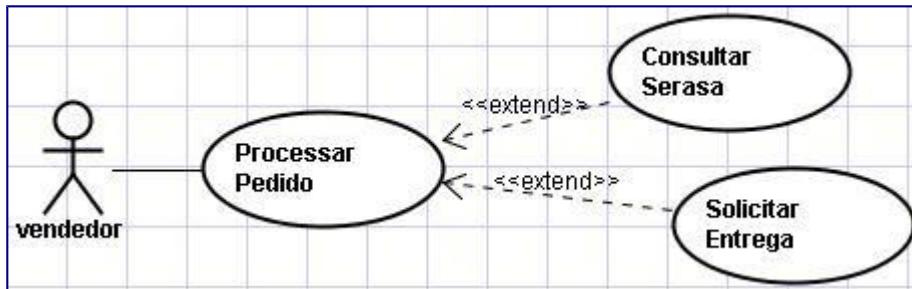 Consultar
Serasa
<<extend>>
Processar
Pedido
<<extend>>
Solicitar
Entrega
vendedor